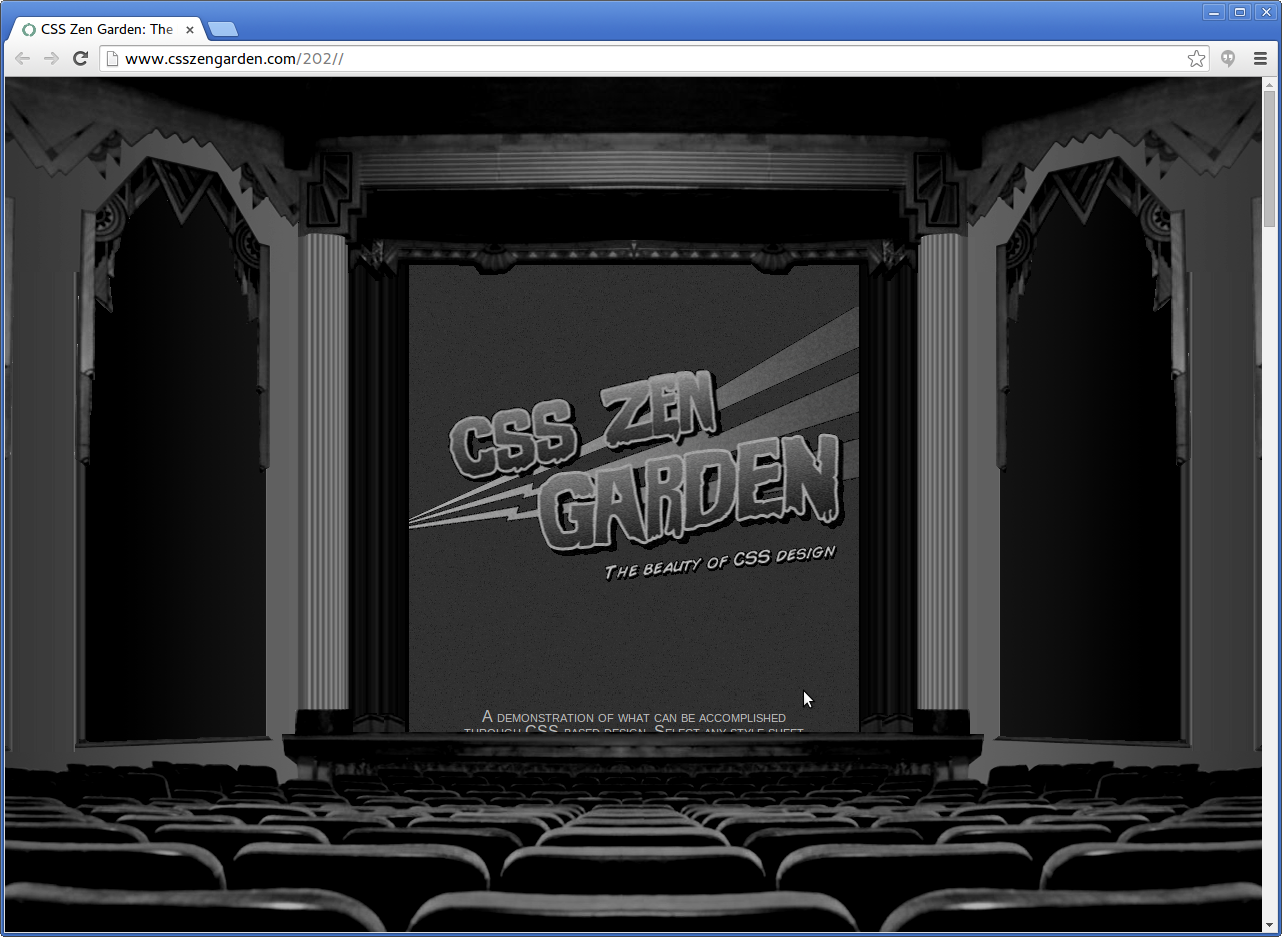 CSS Zen Garden: The
www.csszengarden.com/202//
CSS ZEN
GARDEN
THE BEAUTY OF CSS DESIGN
A DEMONSTRATION OF WHAT CAN BE ACCOMPLISHED
THROUGH CSS-BASED DESIGN. SELECT ANY STYLE SHEET